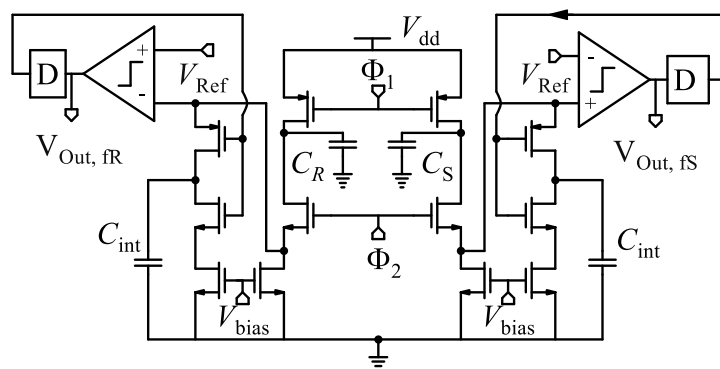 V_dd
D
+
-
V_Ref
Φ_1
V_Ref
-
+
D
V_Out, fR
C_R
C_S
V_Out, fS
C_int
Φ_2
C_int
V_bias
V_bias